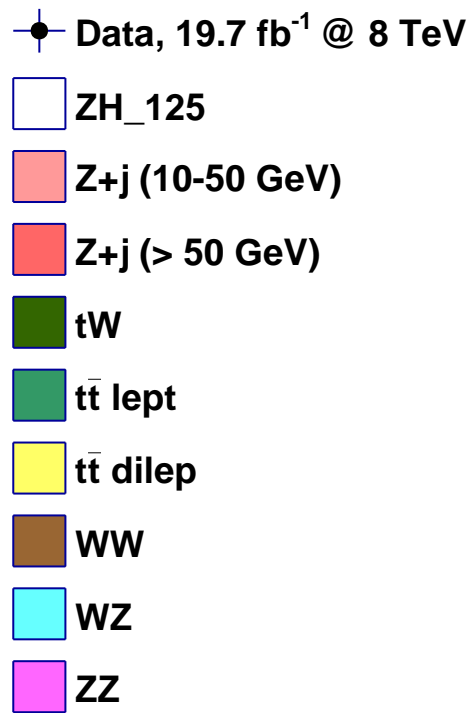 Data, 19.7 fb⁻¹ @ 8 TeV
ZH_125
Z+j (10-50 GeV)
Z+j (> 50 GeV)
tW
tt̄ lept
tt̄ dilep
WW
WZ
ZZ